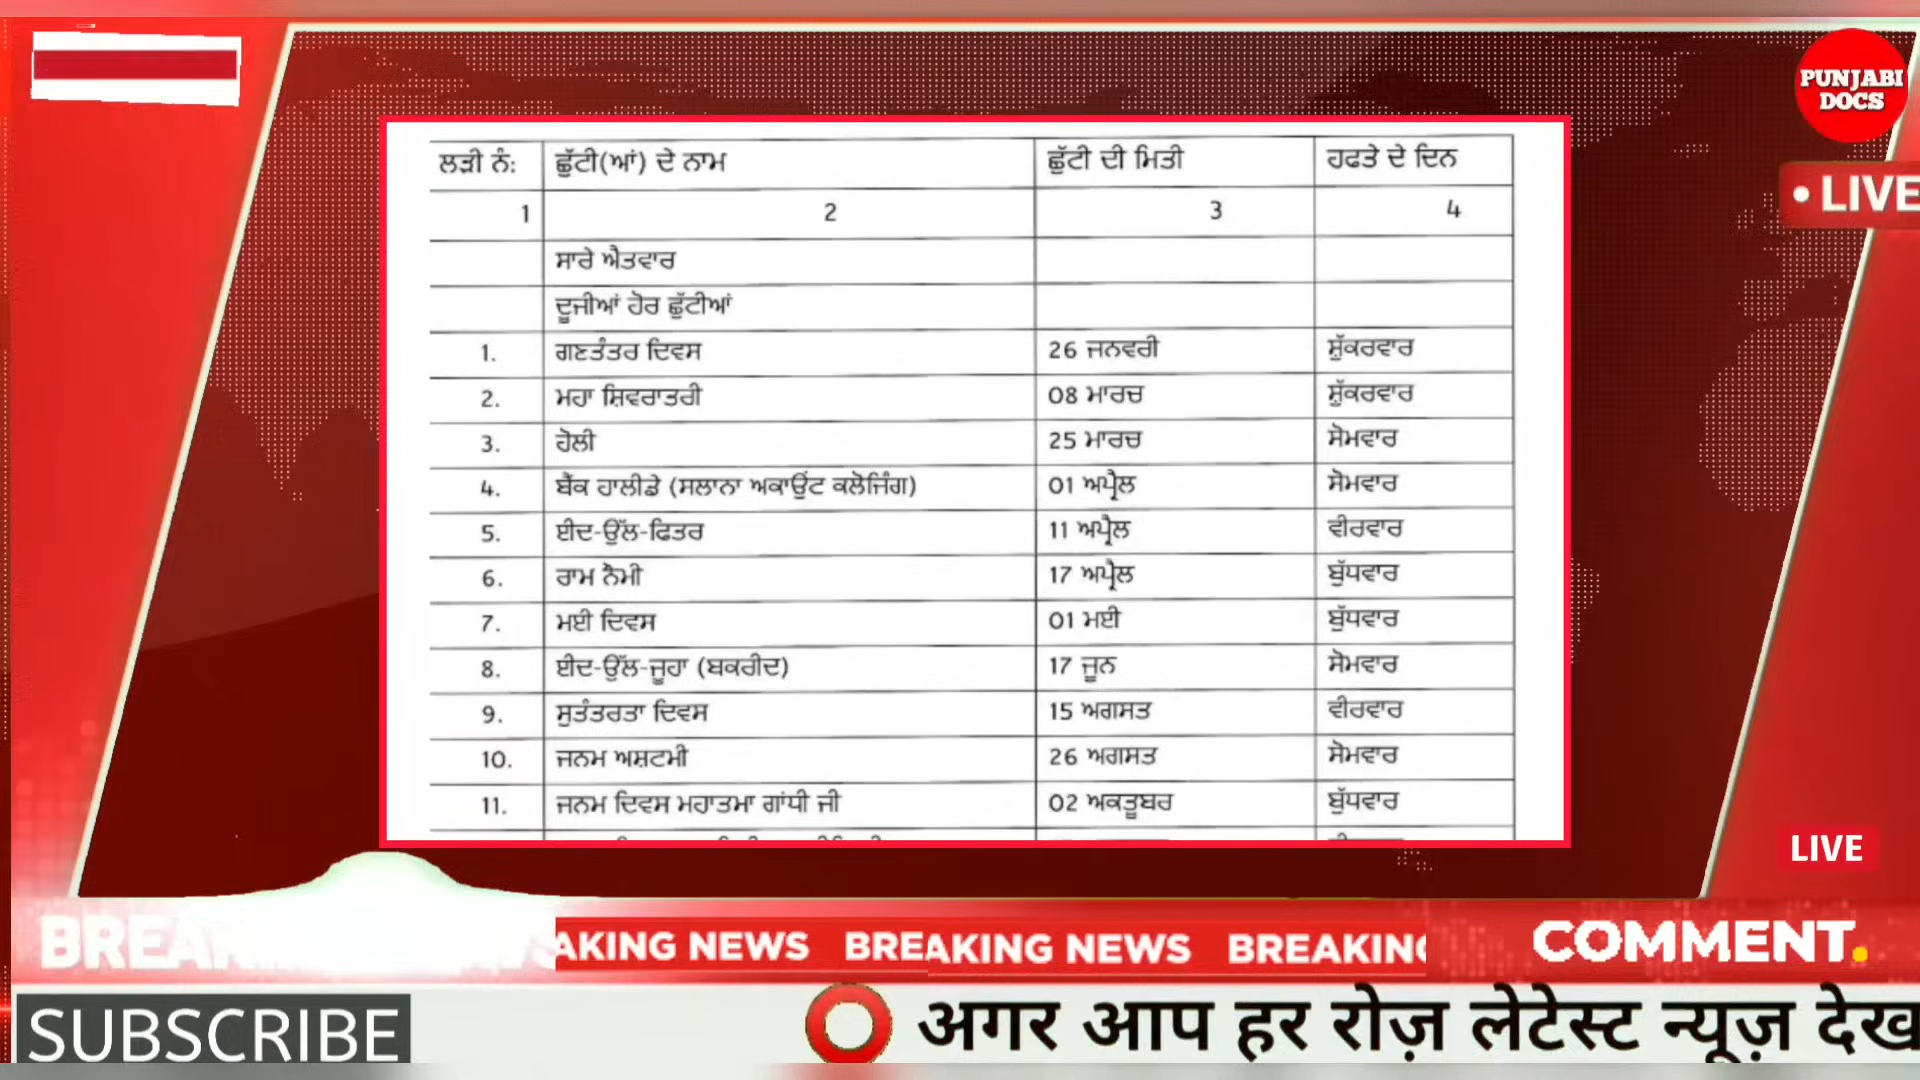 PUNJABI
DOCS
• LIVE
ਲੜੀ ਨੰ: ਛੁੱਟੀ(ਆਂ) ਦੇ ਨਾਮ ਛੁੱਟੀ ਦੀ ਮਿਤੀ ਹਫਤੇ ਦੇ ਦਿਨ
1 2 3 4
ਸਾਰੇ ਐਤਵਾਰ
ਦੂਜੀਆਂ ਹੋਰ ਛੁੱਟੀਆਂ
1. ਗਣਤੰਤਰ ਦਿਵਸ 26 ਜਨਵਰੀ ਸ਼ੁੱਕਰਵਾਰ
2. ਮਹਾ ਸ਼ਿਵਰਾਤਰੀ 08 ਮਾਰਚ ਸ਼ੁੱਕਰਵਾਰ
3. ਹੋਲੀ 25 ਮਾਰਚ ਸੋਮਵਾਰ
4. ਬੈਂਕ ਹਾਲੀਡੇ (ਸਲਾਨਾ ਅਕਾਊਂਟ ਕਲੋਜਿੰਗ) 01 ਅਪ੍ਰੈਲ ਸੋਮਵਾਰ
5. ਈਦ-ਉੱਲ-ਫਿਤਰ 11 ਅਪ੍ਰੈਲ ਵੀਰਵਾਰ
6. ਰਾਮ ਨੌਮੀ 17 ਅਪ੍ਰੈਲ ਬੁੱਧਵਾਰ
7. ਮਈ ਦਿਵਸ 01 ਮਈ ਬੁੱਧਵਾਰ
8. ਈਦ-ਉੱਲ-ਜੂਹਾ (ਬਕਰੀਦ) 17 ਜੂਨ ਸੋਮਵਾਰ
9. ਸੁਤੰਤਰਤਾ ਦਿਵਸ 15 ਅਗਸਤ ਵੀਰਵਾਰ
10. ਜਨਮ ਅਸ਼ਟਮੀ 26 ਅਗਸਤ ਸੋਮਵਾਰ
11. ਜਨਮ ਦਿਵਸ ਮਹਾਤਮਾ ਗਾਂਧੀ ਜੀ 02 ਅਕਤੂਬਰ ਬੁੱਧਵਾਰ
LIVE
BREA AKING NEWS BREAKING NEWS BREAKING
COMMENT.
SUBSCRIBE
अगर आप हर रोज़ लेटेस्ट न्यूज़ देख